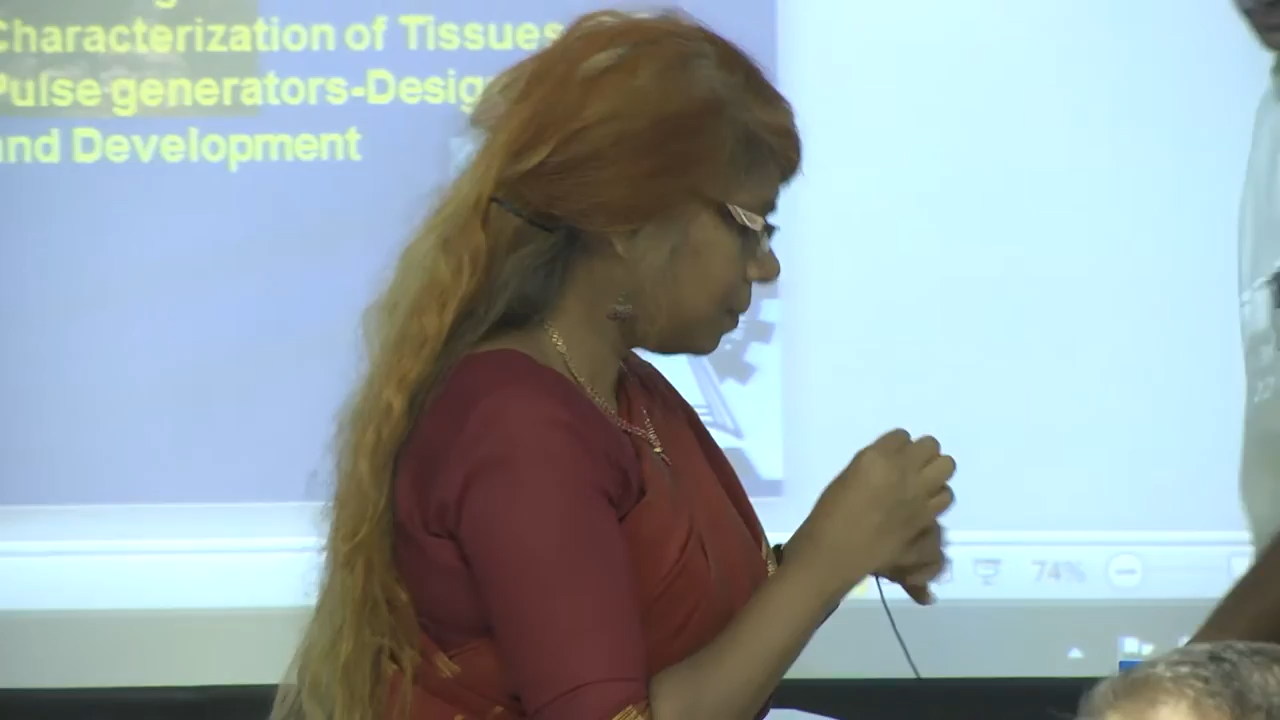 Characterization of Tissues
Pulse generators-Desig
and Development
74%